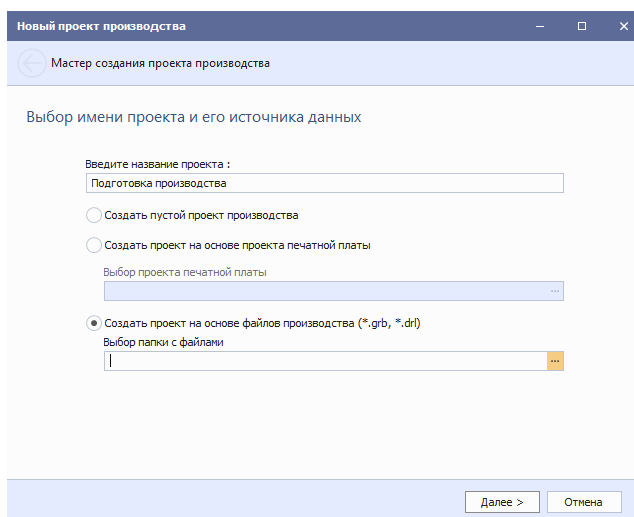 Новый проект производства
Мастер создания проекта производства
Выбор имени проекта и его источника данных
Введите название проекта :
Подготовка производства
Создать пустой проект производства
Создать проект на основе проекта печатной платы
Выбор проекта печатной платы
...
Создать проект на основе файлов производства (*.grb, *.drl)
Выбор папки с файлами
...
Далее > Отмена